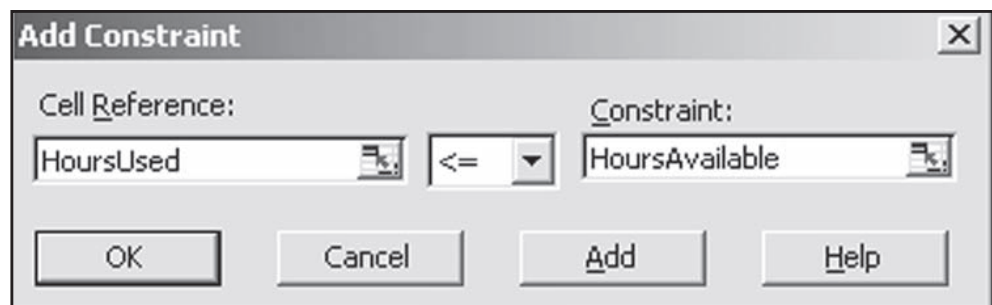 Add Constraint
Cell Reference: Constraint:
HoursUsed <= HoursAvailable
OK Cancel Add Help